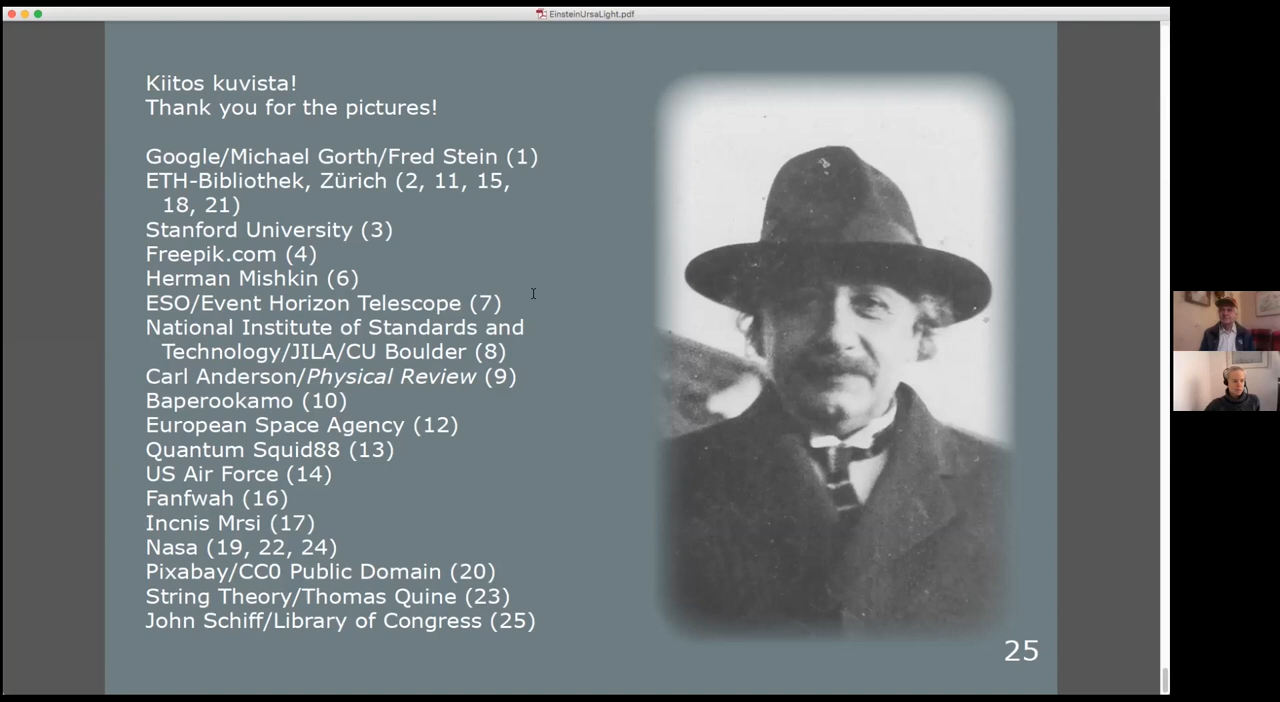 EinsteinUrsaLight.pdf
Kiitos kuvista!
Thank you for the pictures!
Google/Michael Gorth/Fred Stein (1)
ETH-Bibliothek, Zürich (2, 11, 15,
18, 21)
Stanford University (3)
Freepik.com (4)
Herman Mishkin (6)
ESO/Event Horizon Telescope (7)
National Institute of Standards and
Technology/JILA/CU Boulder (8)
Carl Anderson/Physical Review (9)
Baperookamo (10)
European Space Agency (12)
Quantum Squid88 (13)
US Air Force (14)
Fanfwah (16)
Incnis Mrsi (17)
Nasa (19, 22, 24)
Pixabay/CC0 Public Domain (20)
String Theory/Thomas Quine (23)
John Schiff/Library of Congress (25)
25